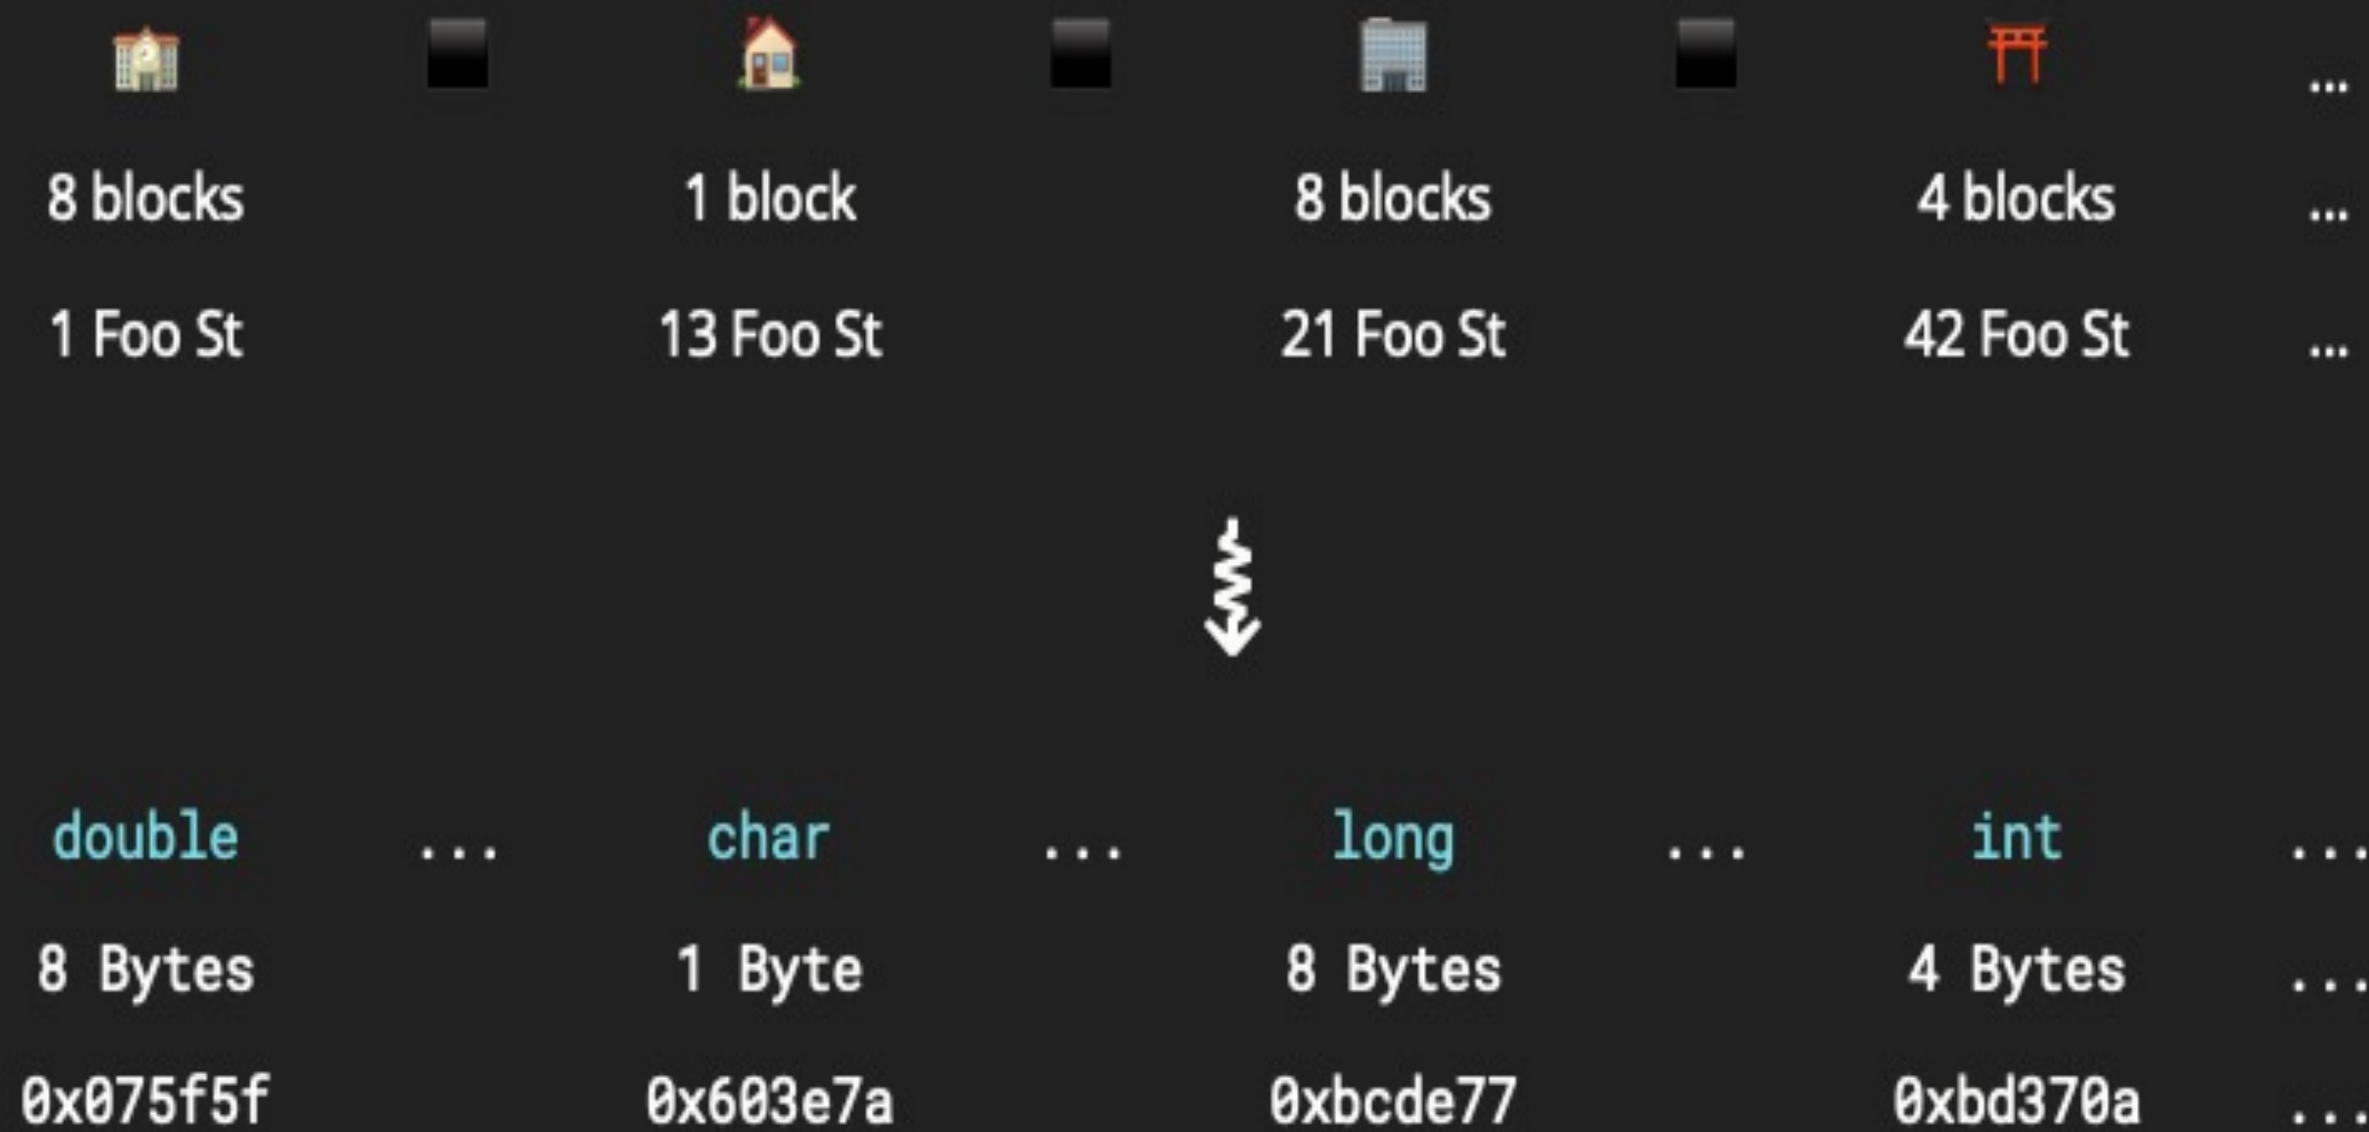 ...
8 blocks 1 block 8 blocks 4 blocks ...
1 Foo St 13 Foo St 21 Foo St 42 Foo St ...
double ... char ... long ... int ...
8 Bytes 1 Byte 8 Bytes 4 Bytes ...
0x075f5f 0x603e7a 0xbcde77 0xbd370a ...